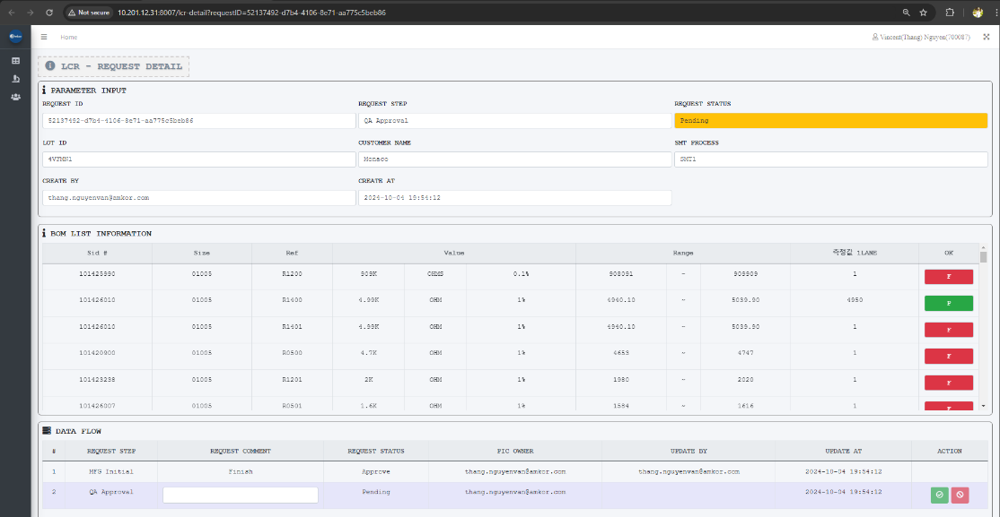 Not secure 10.201.12.31:8007/lcr-detail?requestID=52137492-d7b4-4106-8e71-aa775c5beb86
Home Vincent(Thang) Nguyen(700087)
LCR - REQUEST DETAIL
PARAMETER INPUT
REQUEST ID REQUEST STEP REQUEST STATUS
52137492-d7b4-4106-8e71-aa775c5beb86 QA Approval Pending
LOT ID CUSTOMER NAME SMT PROCESS
4VFMN1 Monaco SMT1
CREATE BY CREATE AT
thang.nguyenvan@amkor.com 2024-10-04 19:54:12
BOM LIST INFORMATION
Sid # Size Ref Value Range 측정값 1LANE OK
101425990 01005 R1200 909K OHMS 0.1% 908091 ~ 909909 1 F
101426010 01005 R1400 4.99K OHM 1% 4940.10 ~ 5039.90 4950 P
101426010 01005 R1401 4.99K OHM 1% 4940.10 ~ 5039.90 1 F
101420900 01005 R0500 4.7K OHM 1% 4653 ~ 4747 1 F
101423238 01005 R1201 2K OHM 1% 1980 ~ 2020 1 F
101426007 01005 R0501 1.6K OHM 1% 1584 ~ 1616 1 F
DATA FLOW
# REQUEST STEP REQUEST COMMENT REQUEST STATUS PIC OWNER UPDATE BY UPDATE AT ACTION
1 MFG Initial Finish Approve thang.nguyenvan@amkor.com thang.nguyenvan@amkor.com 2024-10-04 19:54:12
2 QA Approval Pending thang.nguyenvan@amkor.com 2024-10-04 19:54:12